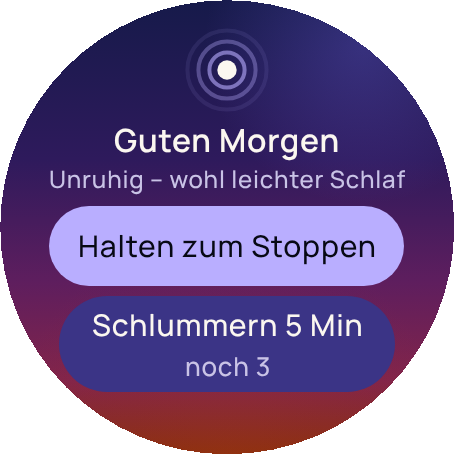 Guten Morgen
Unruhig – wohl leichter Schlaf
Halten zum Stoppen
Schlummern 5 Min
noch 3